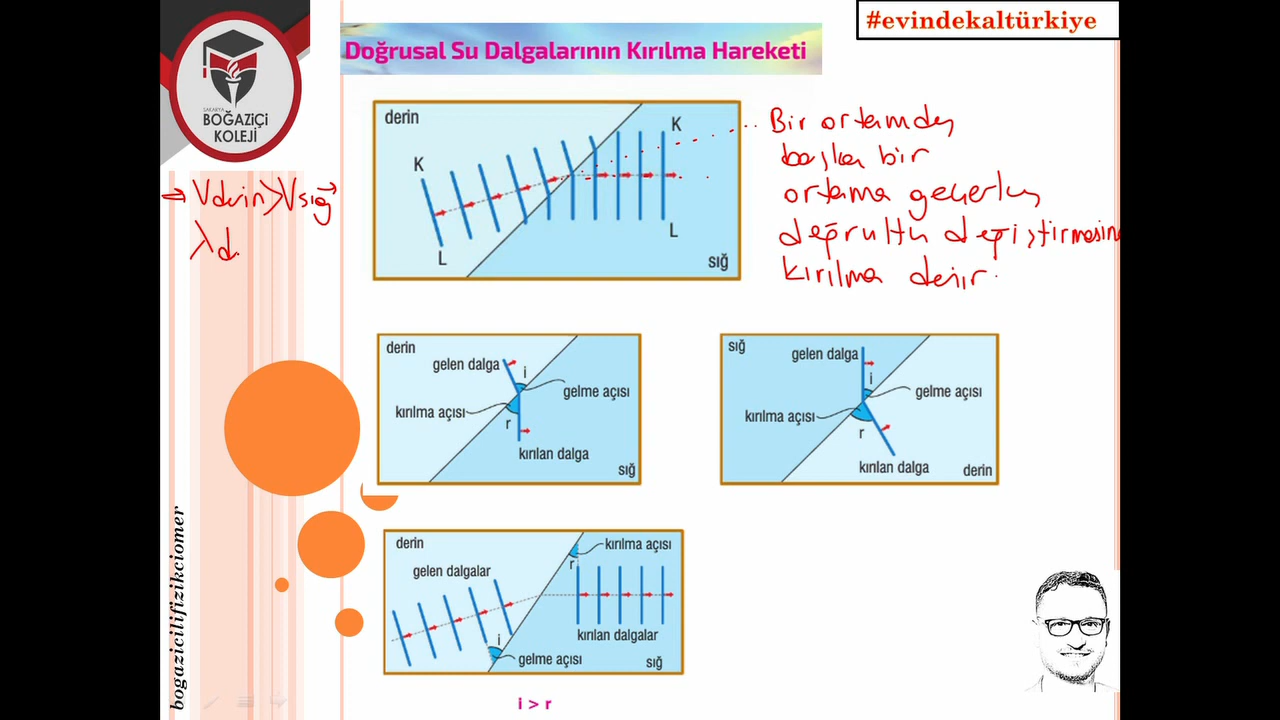 #evindekaltürkiye
Doğrusal Su Dalgalarının Kırılma Hareketi
SAKARYA
BOĞAZİÇİ
KOLEJİ
⇒ Vderin > Vsığ
λd
derin
K
L
K
L
sığ
Bir ortamdan
başka bir
ortama geçerken
doğrultu değiştirmesine
kırılma denir.
derin
gelen dalga
i
gelme açısı
kırılma açısı
r
kırılan dalga
sığ
sığ
gelen dalga
i
gelme açısı
kırılma açısı
r
kırılan dalga
derin
derin
gelen dalgalar
kırılma açısı
r
kırılan dalgalar
i
gelme açısı
sığ
i > r
bogazicilifizikciomer